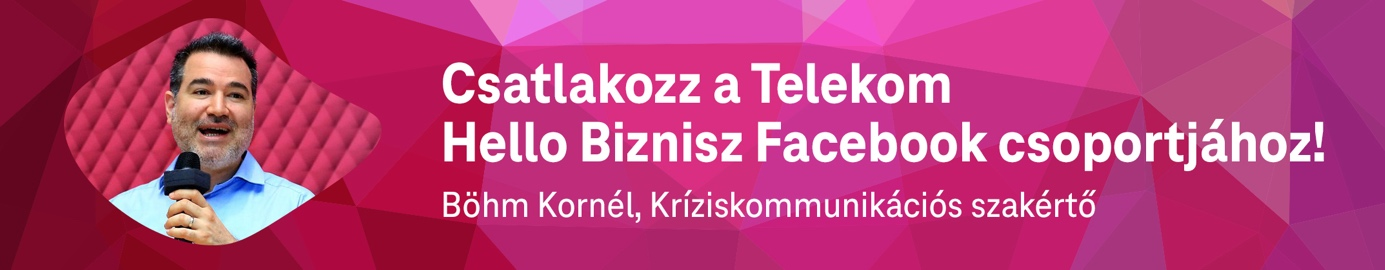 Csatlakozz a Telekom
Hello Biznisz Facebook csoportjához!
Böhm Kornél, Kríziskommunikációs szakértő